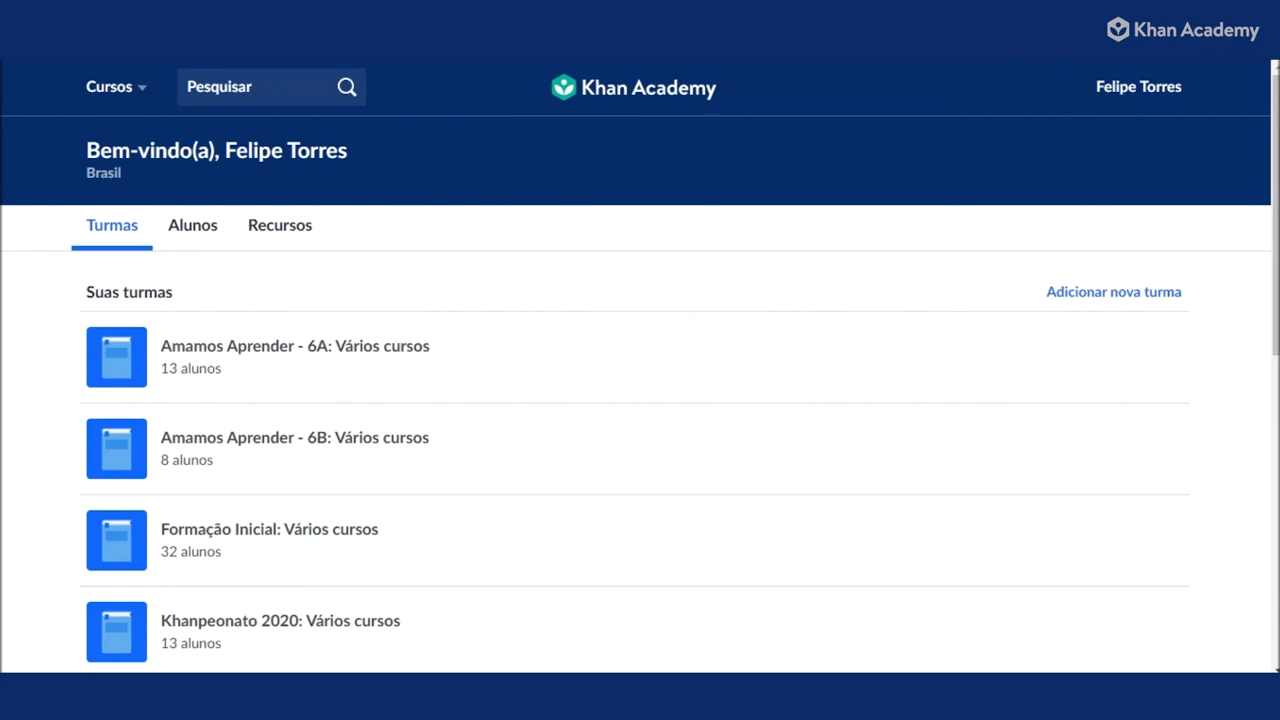 Khan Academy
Cursos
Pesquisar
Khan Academy
Felipe Torres
Bem-vindo(a), Felipe Torres
Brasil
Turmas
Alunos
Recursos
Suas turmas
Adicionar nova turma
Amamos Aprender - 6A: Vários cursos
13 alunos
Amamos Aprender - 6B: Vários cursos
8 alunos
Formação Inicial: Vários cursos
32 alunos
Khanpeonato 2020: Vários cursos
13 alunos